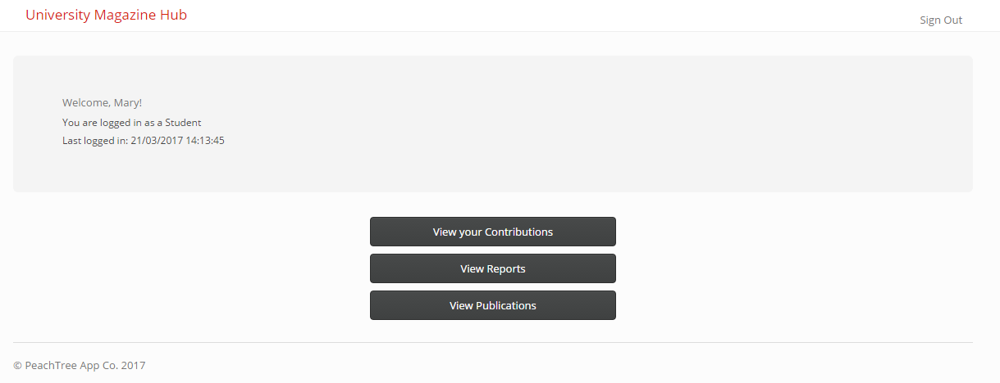 University Magazine Hub
Sign Out
Welcome, Mary!
You are logged in as a Student
Last logged in: 21/03/2017 14:13:45
View your Contributions
View Reports
View Publications
© PeachTree App Co. 2017